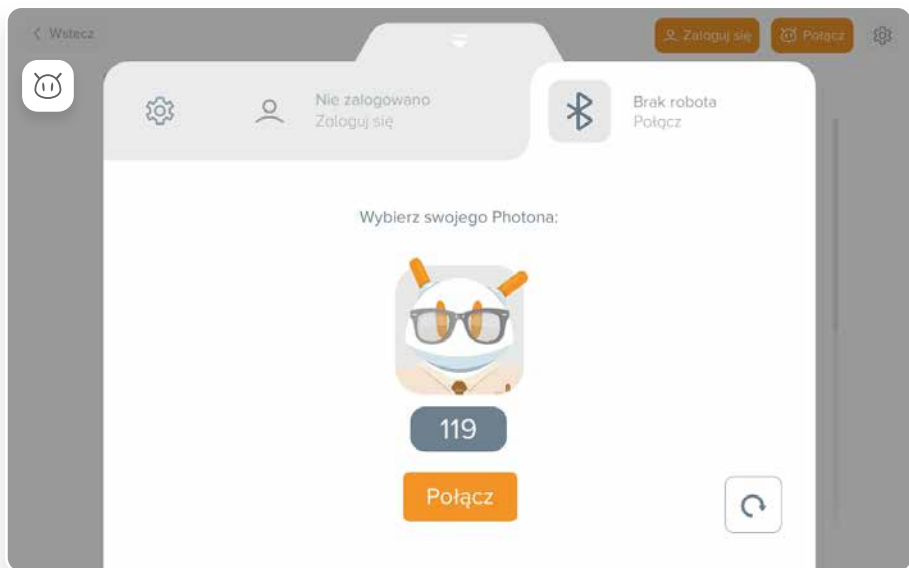 Wstecz
Zaloguj się
Połącz
Nie zalogowano
Zaloguj się
Brak robota
Połącz
Wybierz swojego Photona:
119
Połącz